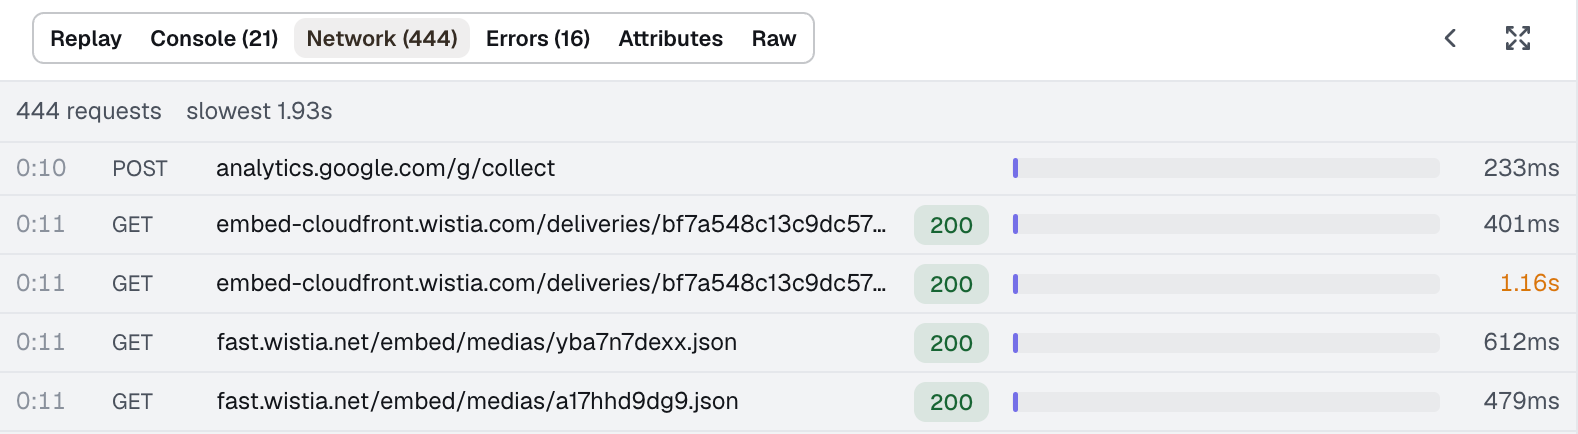 Replay Console (21) Network (444) Errors (16) Attributes Raw
444 requests slowest 1.93s
0:10 POST analytics.google.com/g/collect 233ms
0:11 GET embed-cloudfront.wistia.com/deliveries/bf7a548c13c9dc57... 200 401ms
0:11 GET embed-cloudfront.wistia.com/deliveries/bf7a548c13c9dc57... 200 1.16s
0:11 GET fast.wistia.net/embed/medias/yba7n7dexx.json 200 612ms
0:11 GET fast.wistia.net/embed/medias/a17hhd9dg9.json 200 479ms